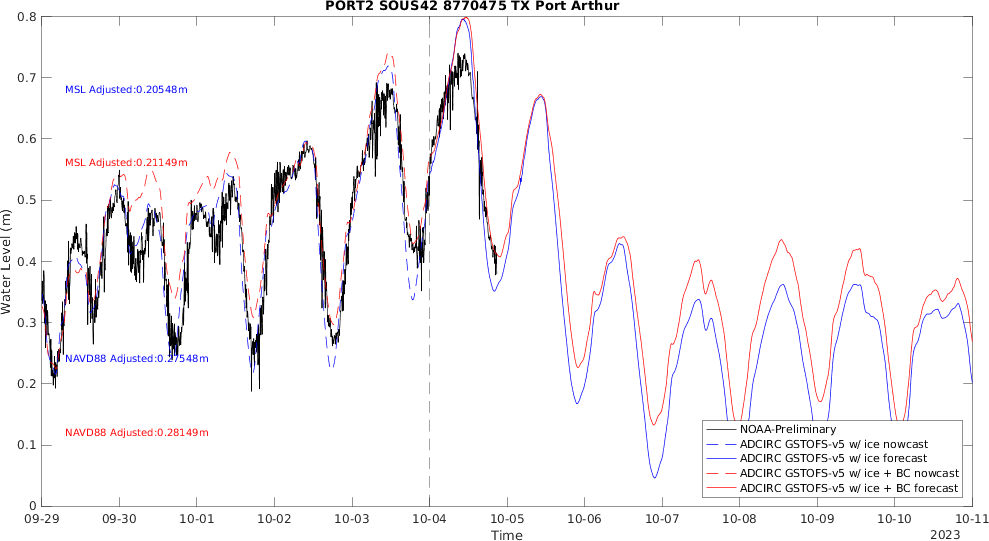 PORT2 SOUS42 8770475 TX Port Arthur
0.8
0.7
0.6
0.5
0.4
0.3
0.2
0.1
0
Water Level (m)
MSL Adjusted:0.20548m
MSL Adjusted:0.21149m
NAVD88 Adjusted:0.27548m
NAVD88 Adjusted:0.28149m
NOAA-Preliminary
ADCIRC GSTOFS-v5 w/ ice nowcast
ADCIRC GSTOFS-v5 w/ ice forecast
ADCIRC GSTOFS-v5 w/ ice + BC nowcast
ADCIRC GSTOFS-v5 w/ ice + BC forecast
09-29 09-30 10-01 10-02 10-03 10-04 10-05 10-06 10-07 10-08 10-09 10-10 10-11
Time
2023